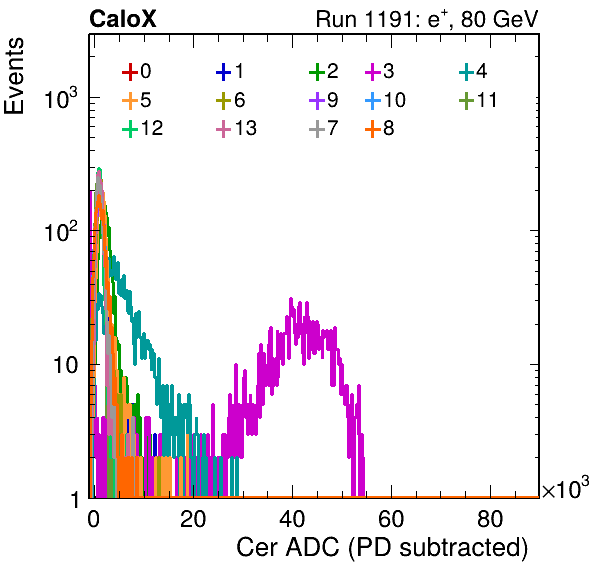 CaloX Run 1191: e⁺, 80 GeV
Events
0 1 2 3 4
5 6 9 10 11
12 13 7 8
10³
10²
10
1
0 20 40 60 80 ×10³
Cer ADC (PD subtracted)